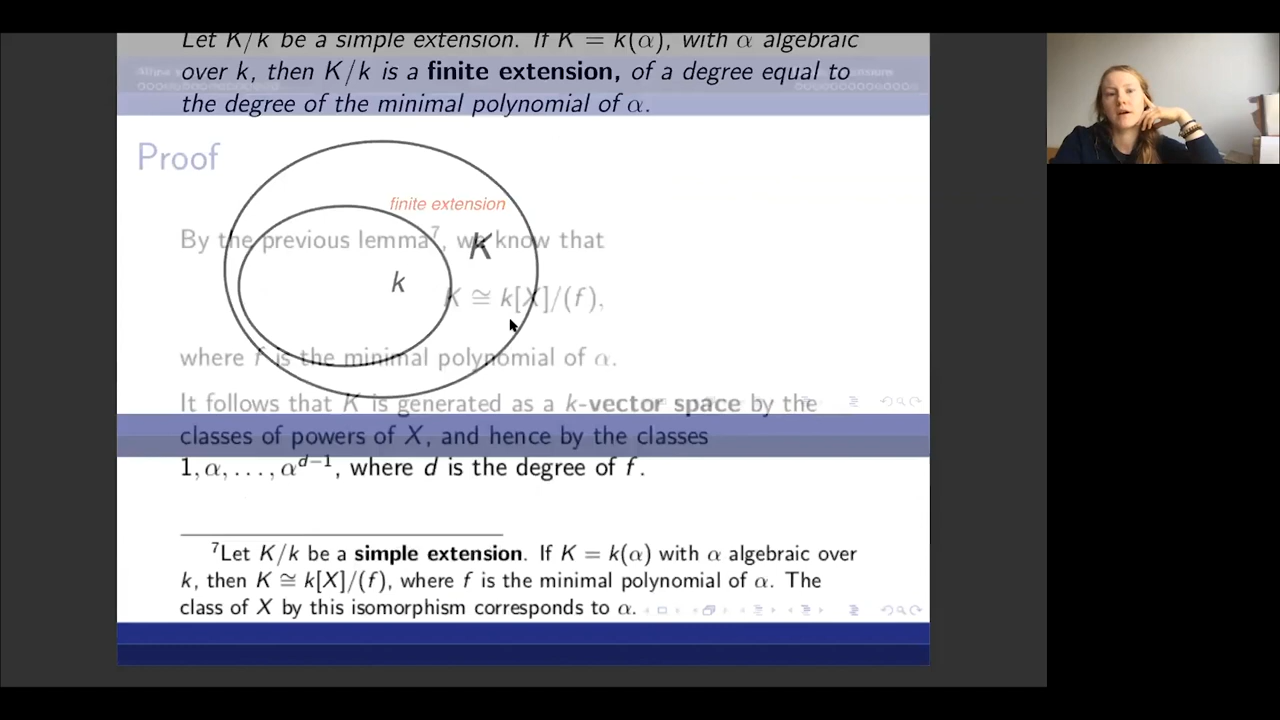 Let K/k be a simple extension. If K = k(α), with α algebraic
over k, then K/k is a finite extension, of a degree equal to
the degree of the minimal polynomial of α.
Proof
finite extension
By the previous lemma⁷, we know that
K
k
K ≅ k[X]/(f),
where f is the minimal polynomial of α.
It follows that K is generated as a k-vector space by the
classes of powers of X, and hence by the classes
1, α, . . . , α^{d−1}, where d is the degree of f.
⁷Let K/k be a simple extension. If K = k(α) with α algebraic over
k, then K ≅ k[X]/(f), where f is the minimal polynomial of α. The
class of X by this isomorphism corresponds to α.